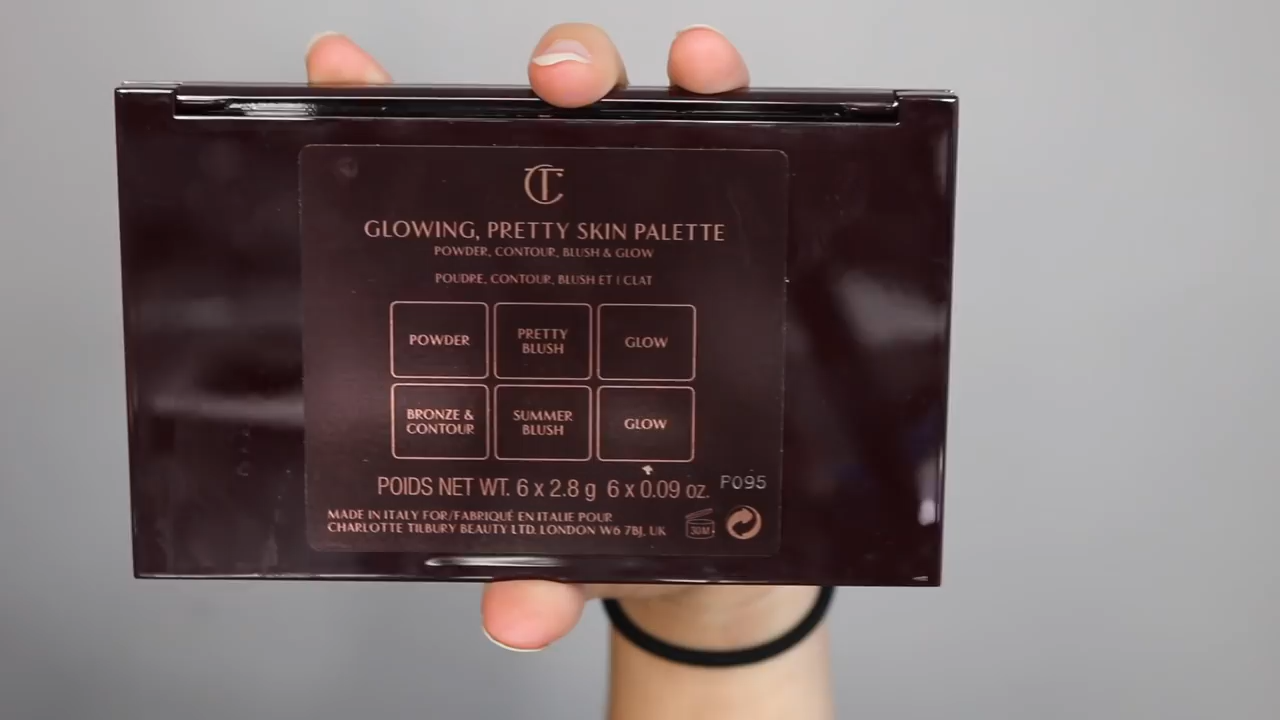 CT
GLOWING, PRETTY SKIN PALETTE
POWDER, CONTOUR, BLUSH & GLOW
POUDRE, CONTOUR, BLUSH ET I CLAT
POWDER
PRETTY
BLUSH
GLOW
BRONZE &
CONTOUR
SUMMER
BLUSH
GLOW
POIDS NET WT. 6 x 2.8 g 6 x 0.09 oz. P095
MADE IN ITALY FOR/FABRIQUÉ EN ITALIE POUR
CHARLOTTE TILBURY BEAUTY LTD. LONDON W6 7BJ, UK
30M